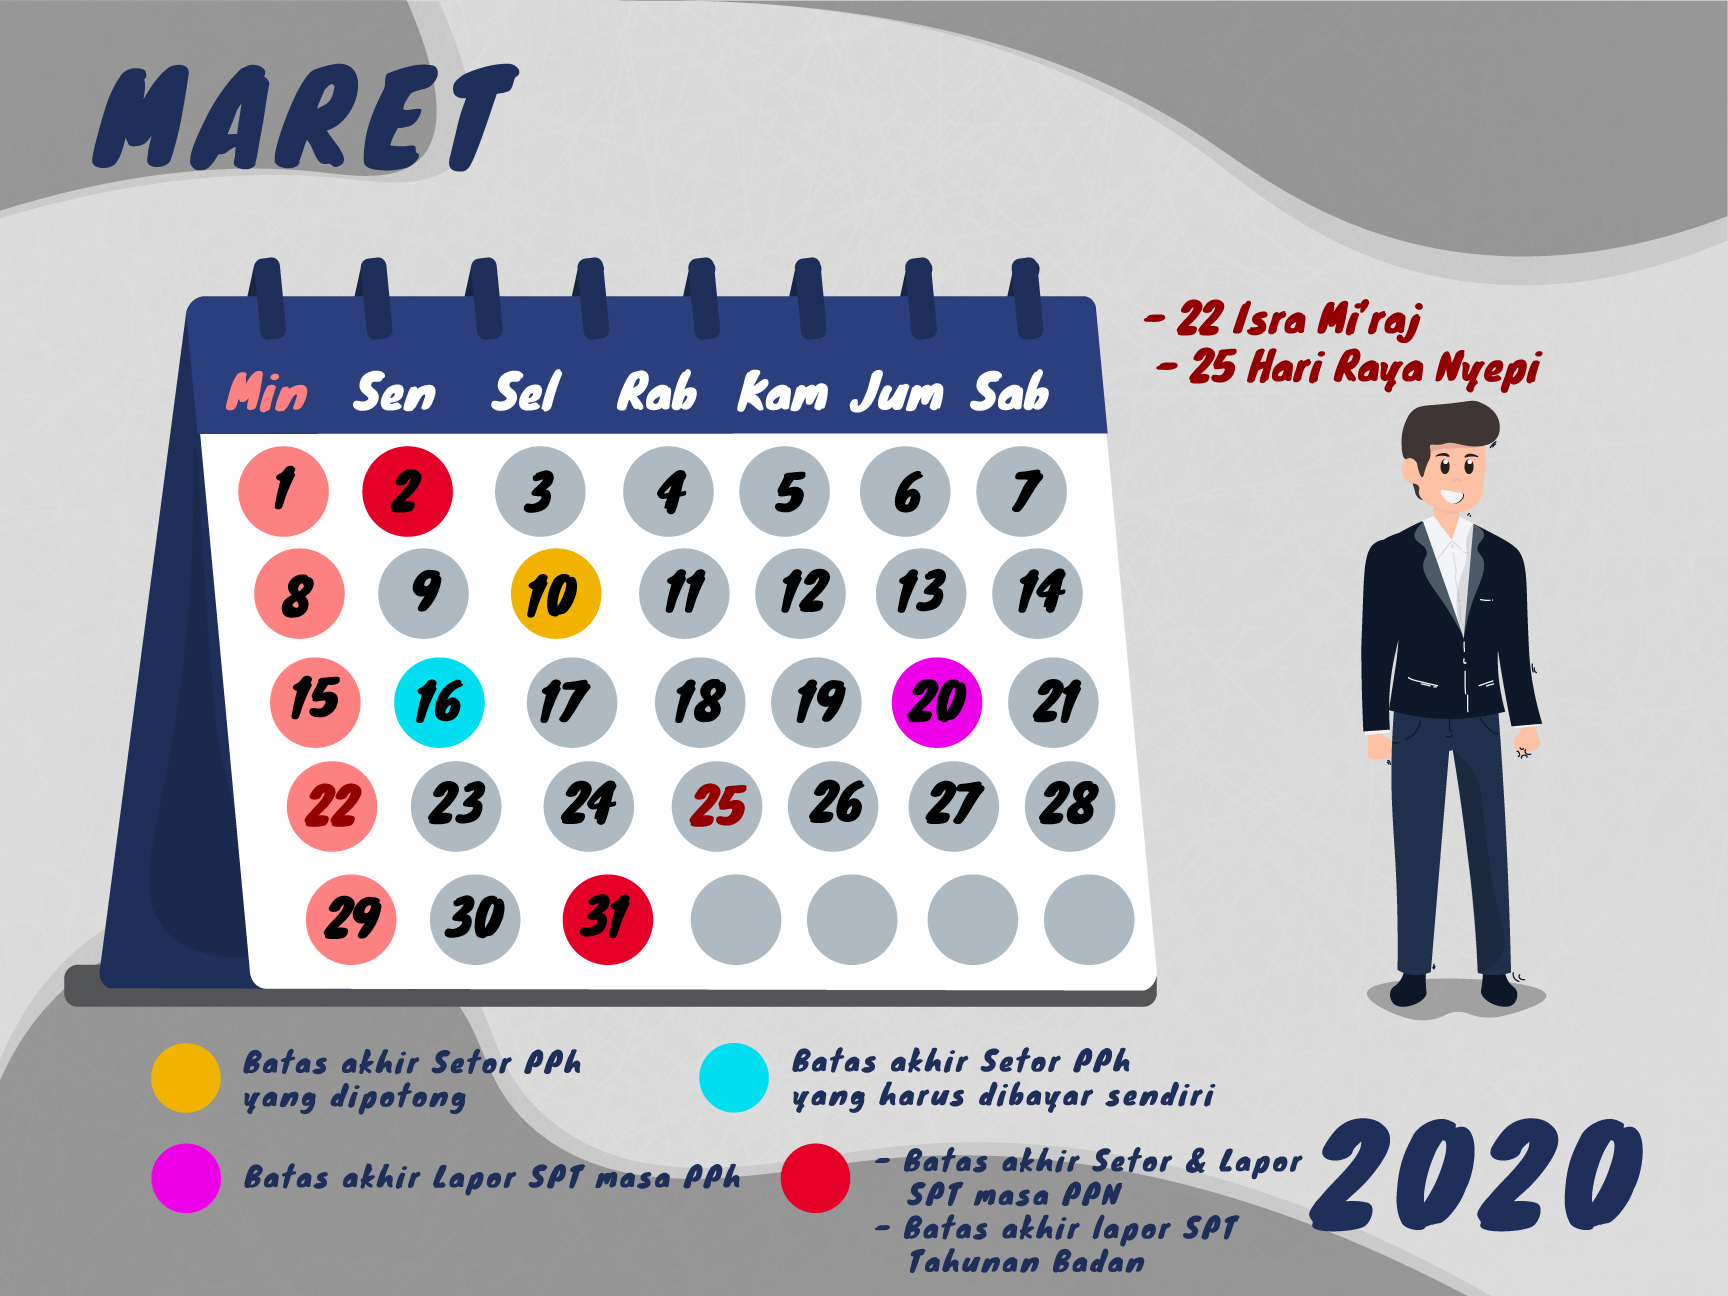 MARET
- 22 Isra Mi'raj
- 25 Hari Raya Nyepi
Min Sen Sel Rab Kam Jum Sab
1 2 3 4 5 6 7
8 9 10 11 12 13 14
15 16 17 18 19 20 21
22 23 24 25 26 27 28
29 30 31
Batas akhir Setor PPh
yang dipotong
Batas akhir Setor PPh
yang harus dibayar sendiri
Batas akhir Lapor SPT masa PPh
- Batas akhir Setor & Lapor
SPT masa PPN
- Batas akhir lapor SPT
Tahunan Badan
2020